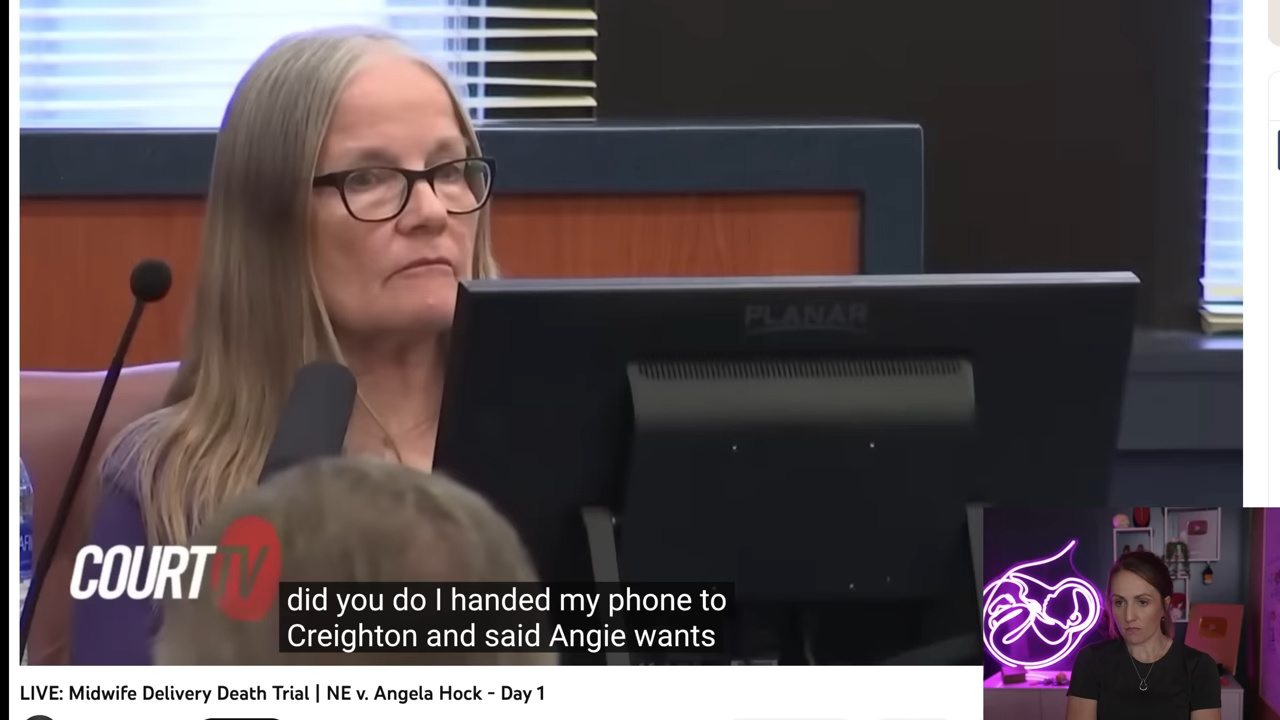 PLANAR
COURT TV
did you do I handed my phone to
Creighton and said Angie wants
LIVE: Midwife Delivery Death Trial | NE v. Angela Hock - Day 1